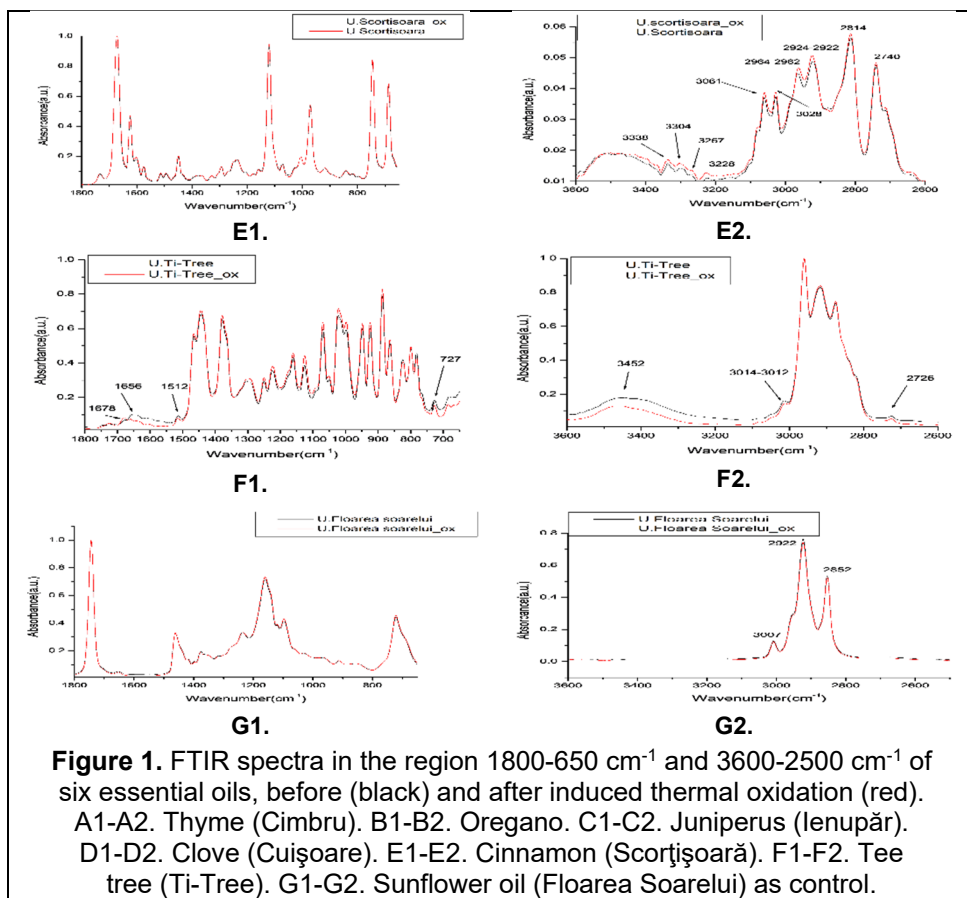 U.Scortisoara_ox
U.Scortisoara
Absorbance(a.u.)
1.0
0.8
0.6
0.4
0.2
1800 1600 1400 1200 1000 800
Wavenumber(cm⁻¹)
E1.
U.scortisoara_ox
U.Scortisoara
Absorbance(a.u.)
0.06
0.05
0.04
0.03
0.02
0.01
2814
2924 2922
2964 2962
2740
3061
3028
3338 3304 3267
3228
3600 3400 3200 3000 2800 2600
Wavenumber(cm⁻¹)
E2.
U.Ti-Tree
U.Ti-Tree_ox
Absorbance(a.u.)
1.0
0.8
0.6
0.4
0.2
1656
1678
1512
727
1800 1700 1600 1500 1400 1300 1200 1100 1000 900 800 700
Wavenumber(cm⁻¹)
F1.
U.Ti-Tree
U.Ti-Tree_ox
Absorbance(a.u.)
1.0
0.8
0.6
0.4
0.2
3452
3014-3012
2726
3600 3400 3200 3000 2800 2600
Wavenumber(cm⁻¹)
F2.
U.Floarea soarelui
U.Floarea soarelui_ox
Absorbance(a.u.)
1.0
0.8
0.6
0.4
0.2
1800 1600 1400 1200 1000 800
Wavenumber(cm⁻¹)
G1.
U.Floarea Soarelui
U.Floarea Soarelui_ox
Absorbance(a.u.)
0.8
0.6
0.4
0.2
0.0
2922
2852
3007
3600 3400 3200 3000 2800 2600
Wavenumber(cm⁻¹)
G2.
Figure 1. FTIR spectra in the region 1800-650 cm⁻¹ and 3600-2500 cm⁻¹ of
six essential oils, before (black) and after induced thermal oxidation (red).
A1-A2. Thyme (Cimbru). B1-B2. Oregano. C1-C2. Juniperus (Ienupăr).
D1-D2. Clove (Cuişoare). E1-E2. Cinnamon (Scorţişoară). F1-F2. Tee
tree (Ti-Tree). G1-G2. Sunflower oil (Floarea Soarelui) as control.